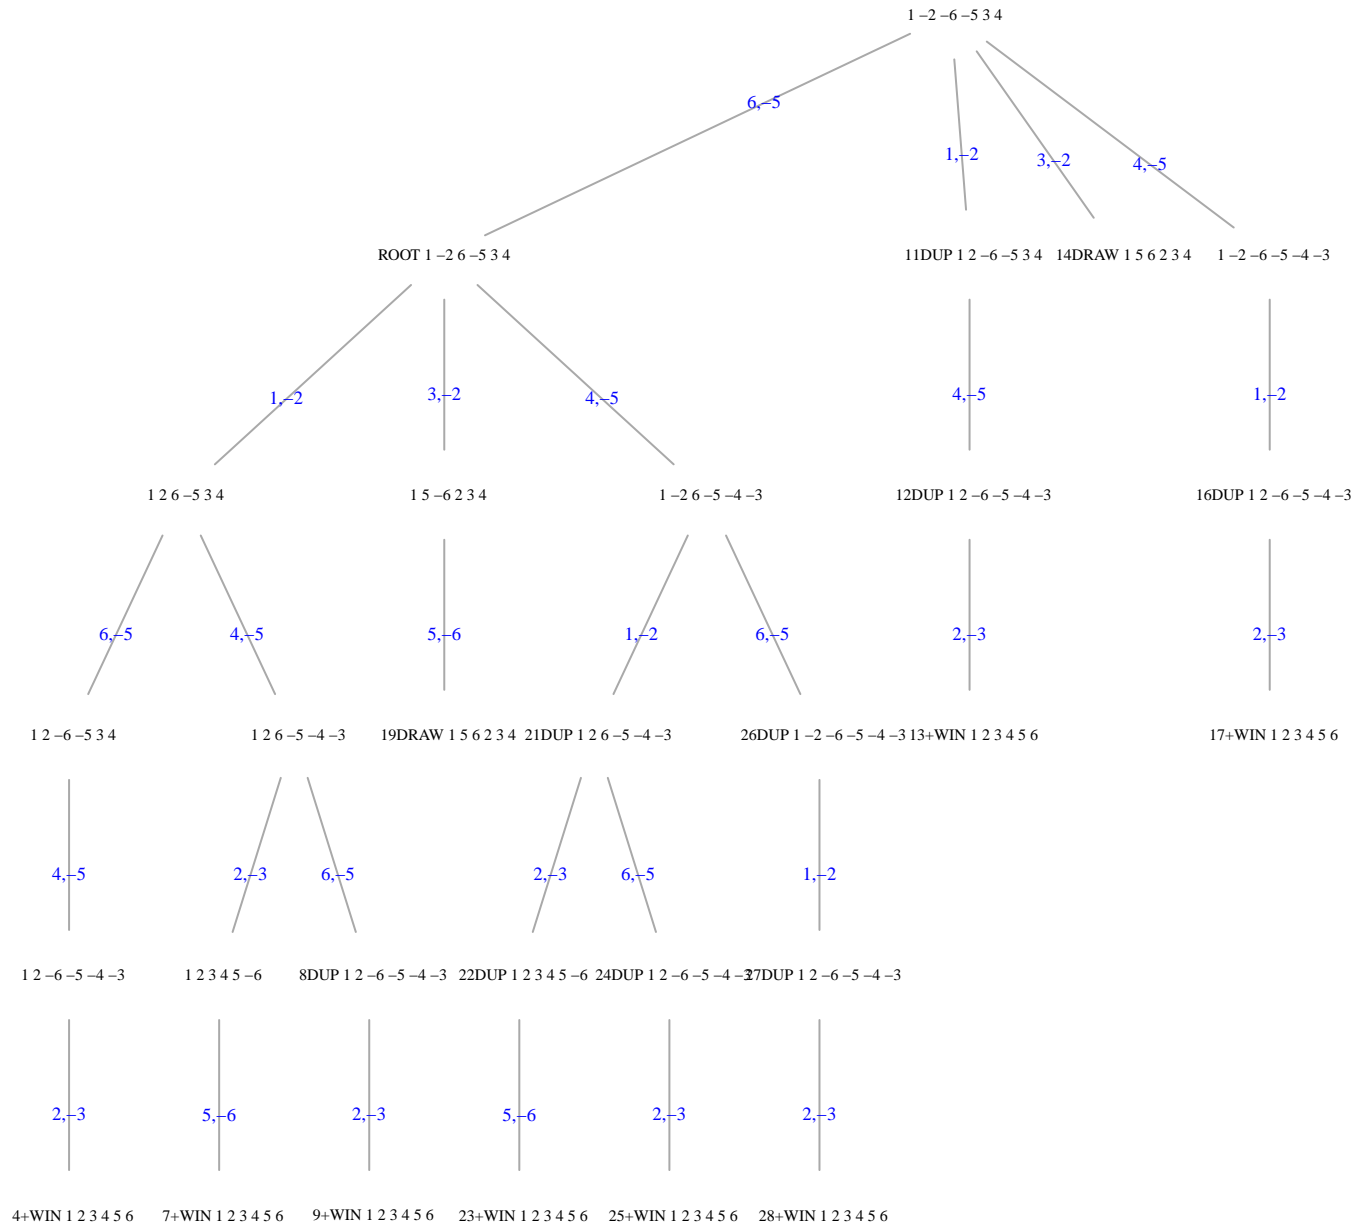 1 –2 –6 –5 3 4
6,–5
1,–2
3,–2
4,–5
ROOT 1 –2 6 –5 3 4
11DUP 1 2 –6 –5 3 4
14DRAW 1 5 6 2 3 4
1 –2 –6 –5 –4 –3
1,–2
3,–2
4,–5
4,–5
1,–2
1 2 6 –5 3 4
1 5 –6 2 3 4
1 –2 6 –5 –4 –3
12DUP 1 2 –6 –5 –4 –3
16DUP 1 2 –6 –5 –4 –3
6,–5
4,–5
5,–6
1,–2
6,–5
2,–3
2,–3
1 2 –6 –5 3 4
1 2 6 –5 –4 –3
19DRAW 1 5 6 2 3 4
21DUP 1 2 6 –5 –4 –3
26DUP 1 –2 –6 –5 –4 –3
13+WIN 1 2 3 4 5 6
17+WIN 1 2 3 4 5 6
4,–5
2,–3
6,–5
2,–3
6,–5
1,–2
1 2 –6 –5 –4 –3
1 2 3 4 5 –6
8DUP 1 2 –6 –5 –4 –3
22DUP 1 2 3 4 5 –6
24DUP 1 2 –6 –5 –4 –3
27DUP 1 2 –6 –5 –4 –3
2,–3
5,–6
2,–3
5,–6
2,–3
2,–3
4+WIN 1 2 3 4 5 6
7+WIN 1 2 3 4 5 6
9+WIN 1 2 3 4 5 6
23+WIN 1 2 3 4 5 6
25+WIN 1 2 3 4 5 6
28+WIN 1 2 3 4 5 6